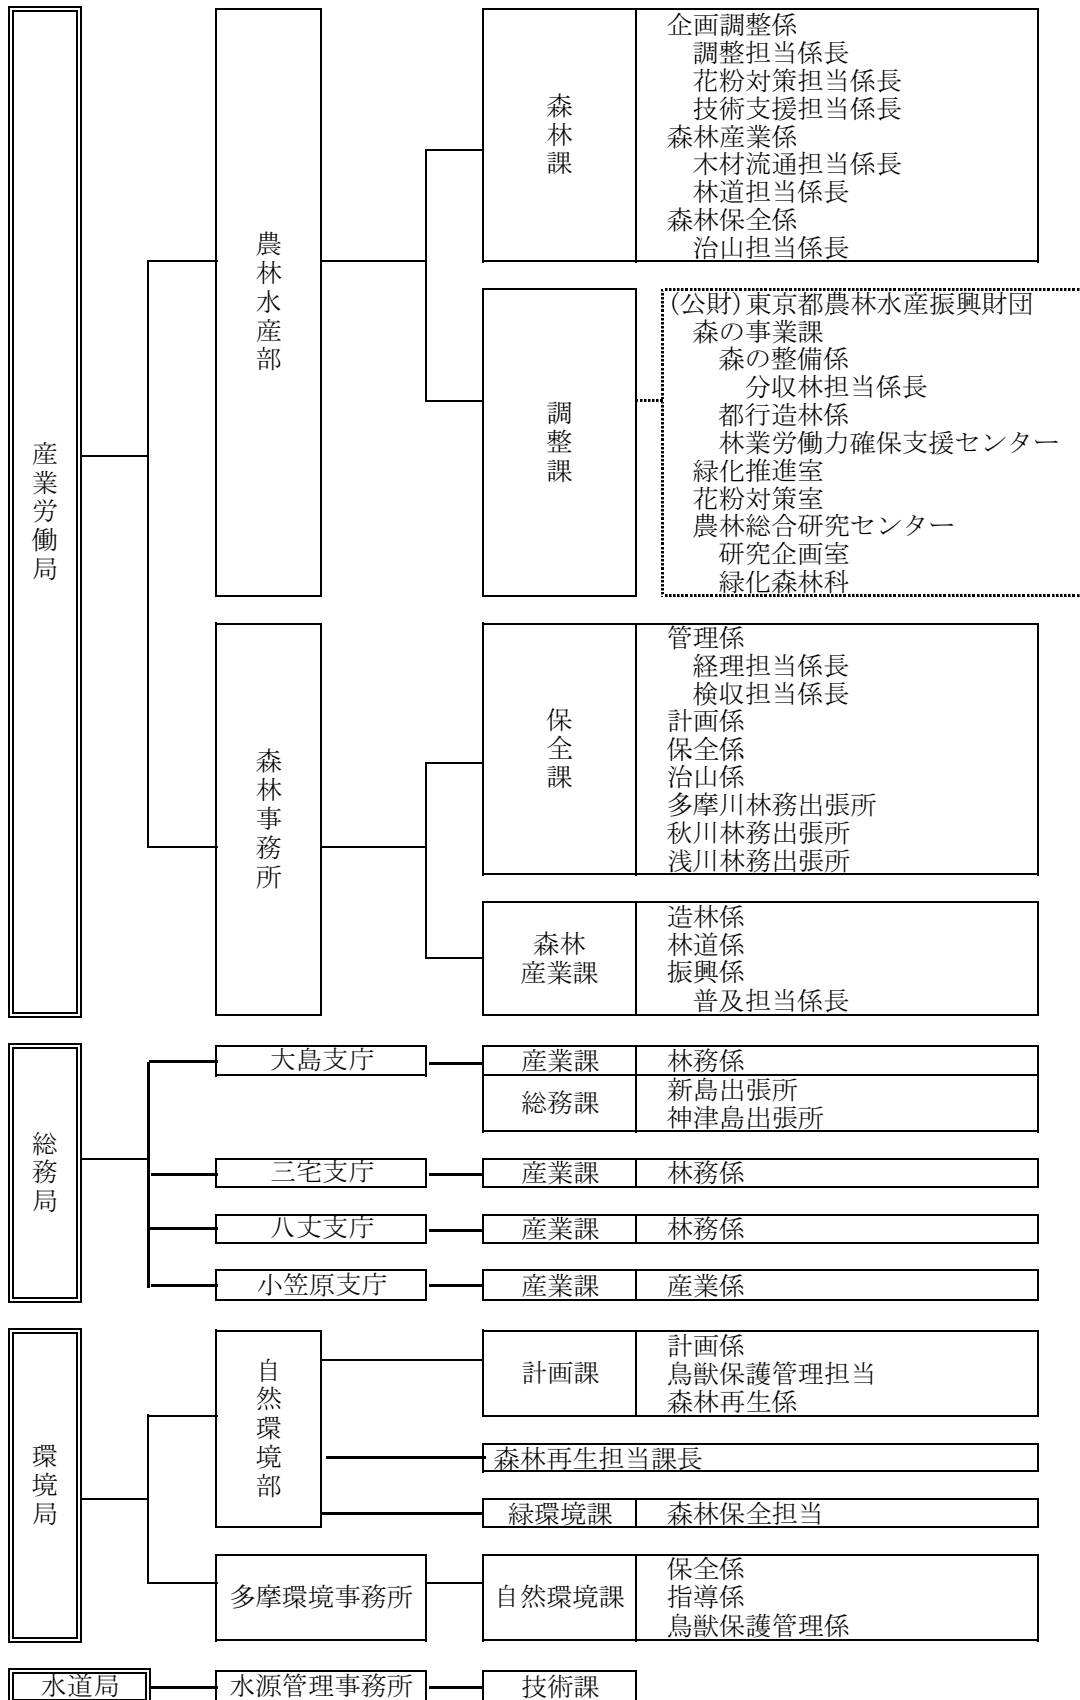 産業労働局
農林水産部
森林課
企画調整係
調整担当係長
花粉対策担当係長
技術支援担当係長
森林産業係
木材流通担当係長
林道担当係長
森林保全係
治山担当係長
調整課
(公財)東京都農林水産振興財団
森の事業課
森の整備係
分収林担当係長
都行造林係
林業労働力確保支援センター
緑化推進室
花粉対策室
農林総合研究センター
研究企画室
緑化森林科
森林事務所
保全課
管理係
経理担当係長
検収担当係長
計画係
保全係
治山係
多摩川林務出張所
秋川林務出張所
浅川林務出張所
森林
産業課
造林係
林道係
振興係
普及担当係長
総務局
大島支庁
産業課
林務係
総務課
新島出張所
神津島出張所
三宅支庁
産業課
林務係
八丈支庁
産業課
林務係
小笠原支庁
産業課
産業係
環境局
自然環境部
計画課
計画係
鳥獣保護管理担当
森林再生係
森林再生担当課長
緑環境課
森林保全担当
多摩環境事務所
自然環境課
保全係
指導係
鳥獣保護管理係
水道局
水源管理事務所
技術課